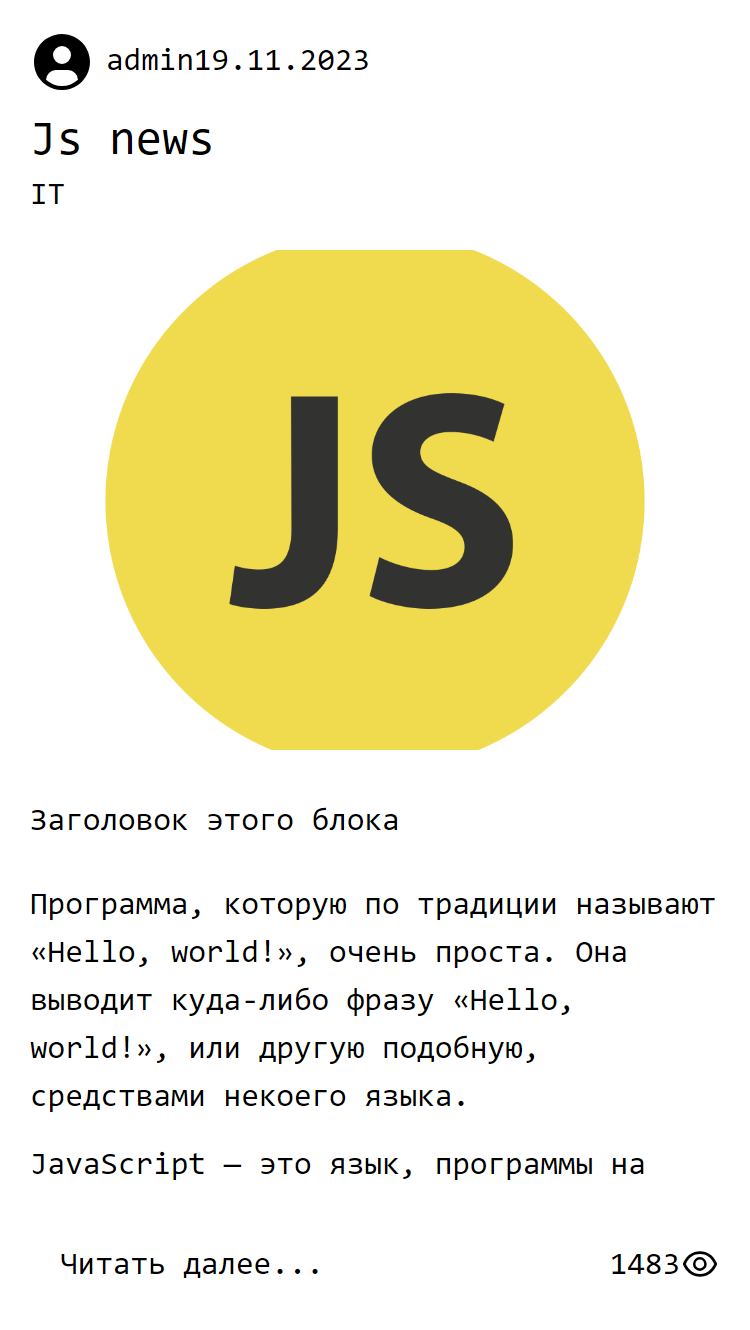 admin19.11.2023
Js news
IT
JS
Заголовок этого блока
Программа, которую по традиции называют
«Hello, world!», очень проста. Она
выводит куда-либо фразу «Hello,
world!», или другую подобную,
средствами некоего языка.
JavaScript — это язык, программы на
Читать далее... 1483